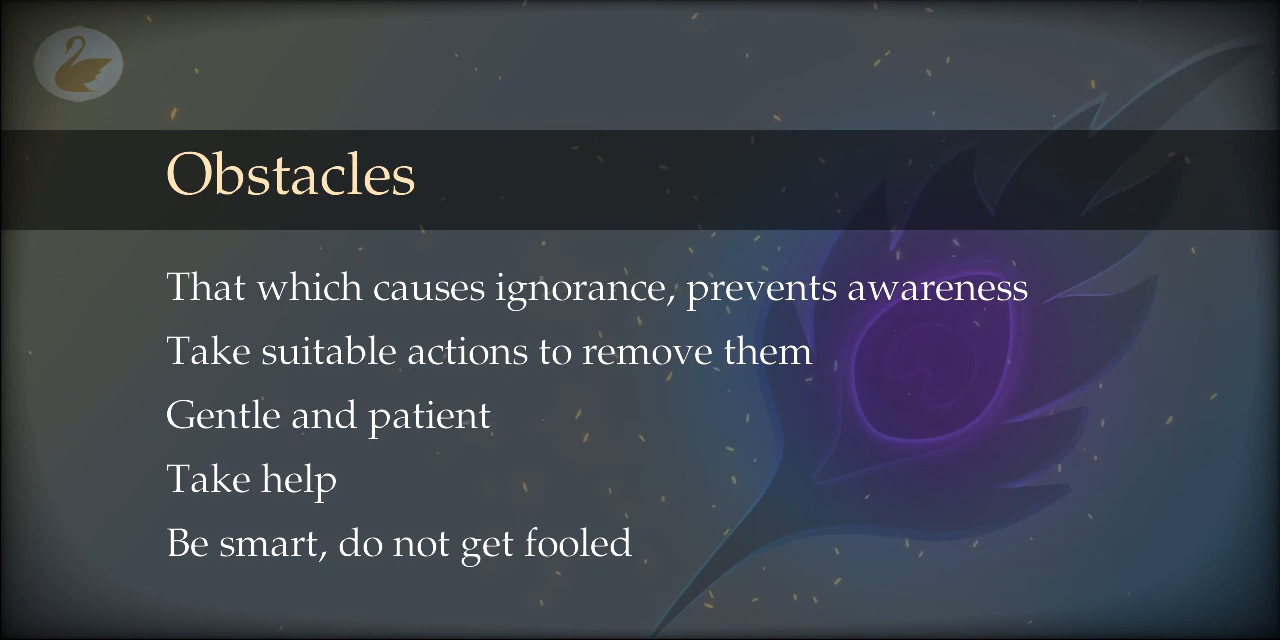 Obstacles
That which causes ignorance, prevents awareness
Take suitable actions to remove them
Gentle and patient
Take help
Be smart, do not get fooled